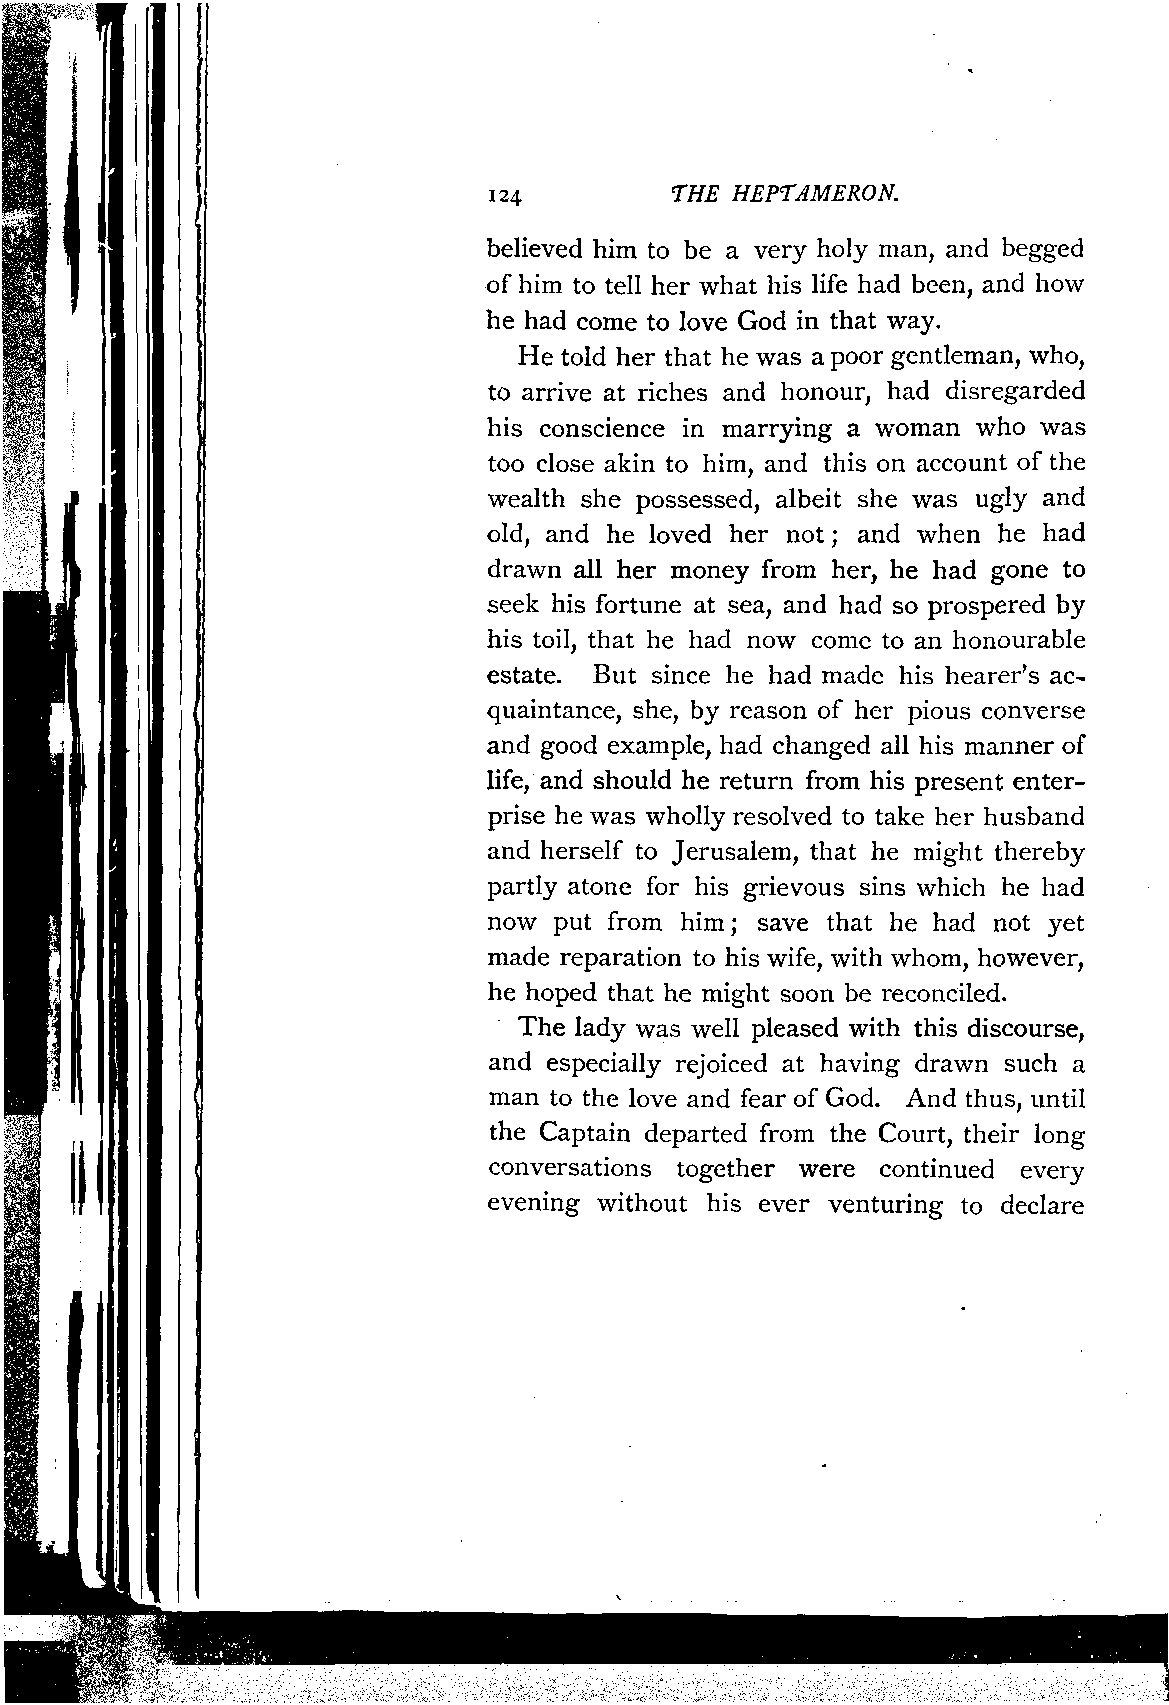 124 THE HEPTAMERON.
believed him to be a very holy man, and begged
of him to tell her what his life had been, and how
he had come to love God in that way.
He told her that he was a poor gentleman, who,
to arrive at riches and honour, had disregarded
his conscience in marrying a woman who was
too close akin to him, and this on account of the
wealth she possessed, albeit she was ugly and
old, and he loved her not; and when he had
drawn all her money from her, he had gone to
seek his fortune at sea, and had so prospered by
his toil, that he had now come to an honourable
estate. But since he had made his hearer's ac-
quaintance, she, by reason of her pious converse
and good example, had changed all his manner of
life, and should he return from his present enter-
prise he was wholly resolved to take her husband
and herself to Jerusalem, that he might thereby
partly atone for his grievous sins which he had
now put from him; save that he had not yet
made reparation to his wife, with whom, however,
he hoped that he might soon be reconciled.
The lady was well pleased with this discourse,
and especially rejoiced at having drawn such a
man to the love and fear of God. And thus, until
the Captain departed from the Court, their long
conversations together were continued every
evening without his ever venturing to declare